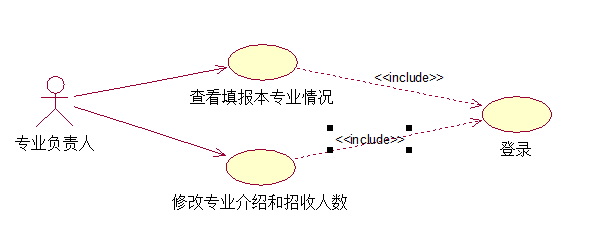 <<include>>
查看填报本专业情况
<<include>>
专业负责人
登录
修改专业介绍和招收人数